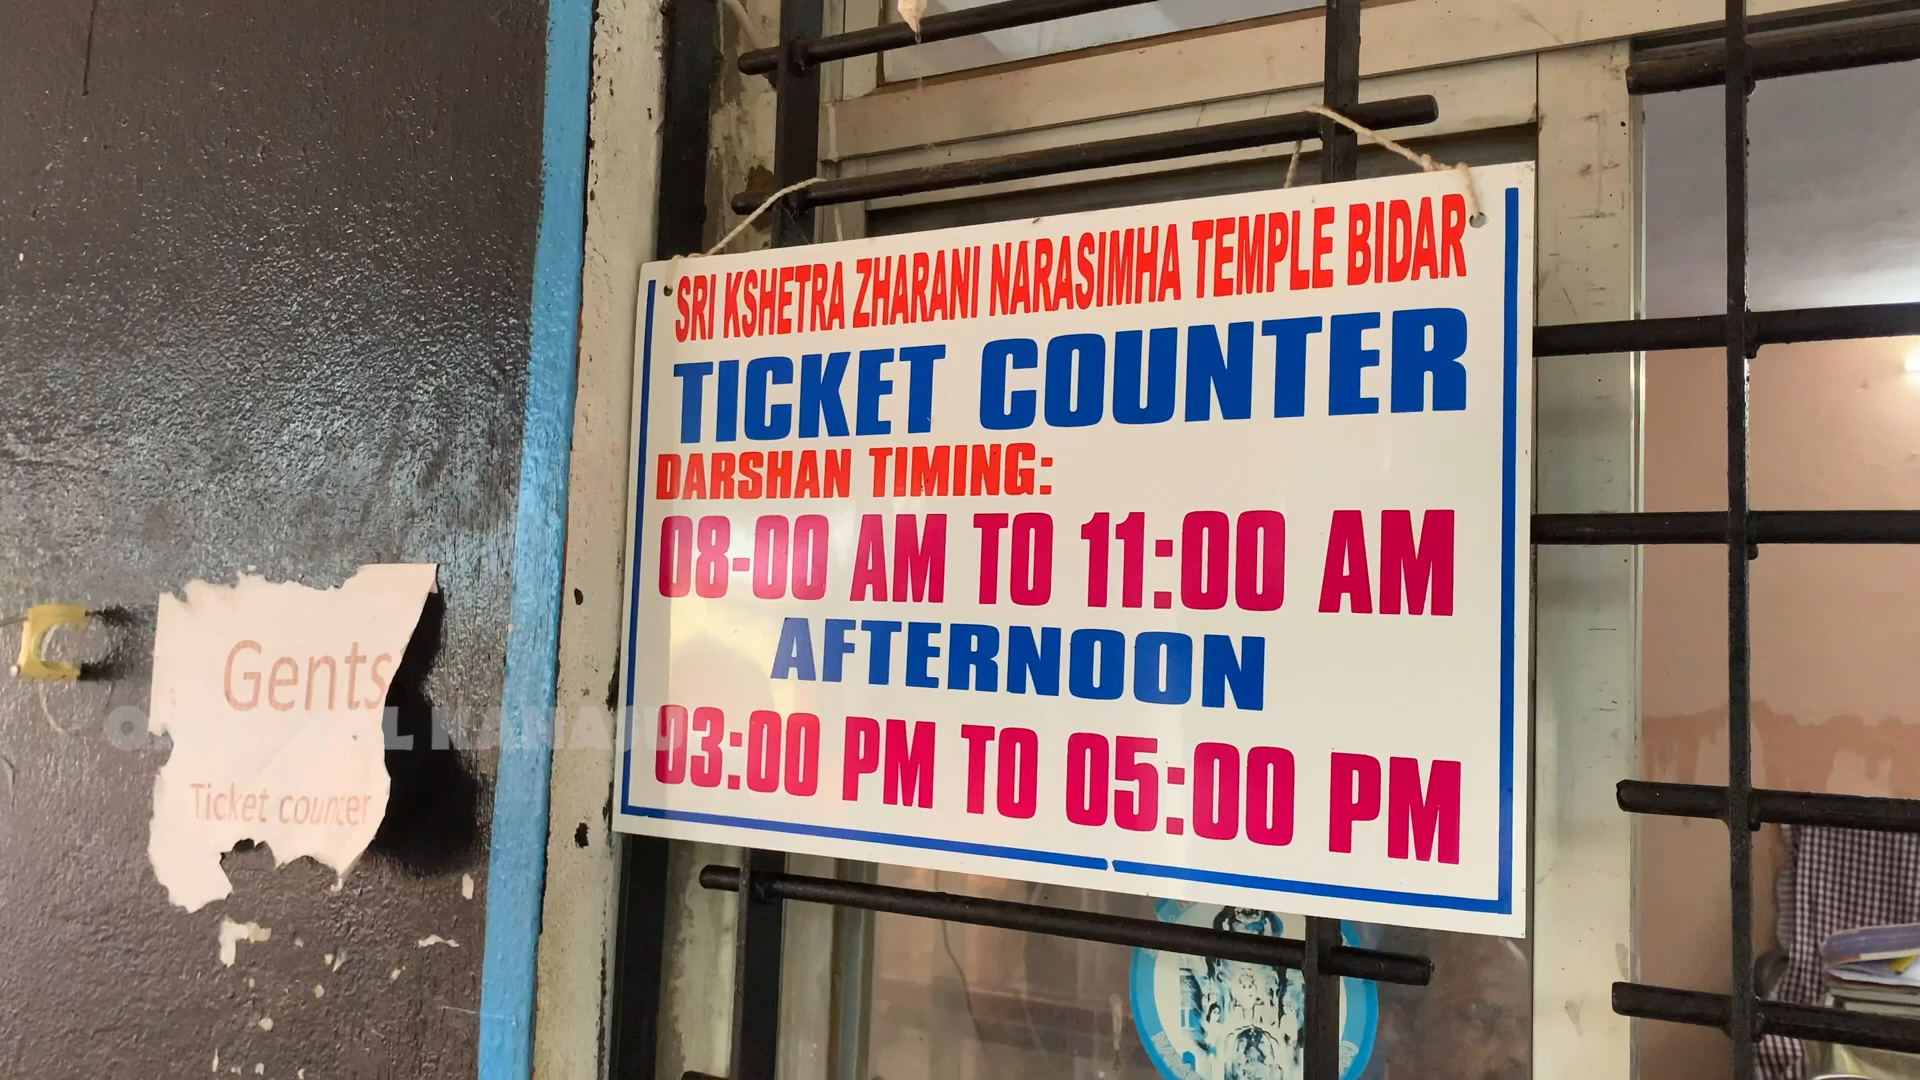 SRI KSHETRA ZHARANI NARASIMHA TEMPLE BIDAR
TICKET COUNTER
DARSHAN TIMING:
08-00 AM TO 11:00 AM
AFTERNOON
03:00 PM TO 05:00 PM
Gents
Ticket counter